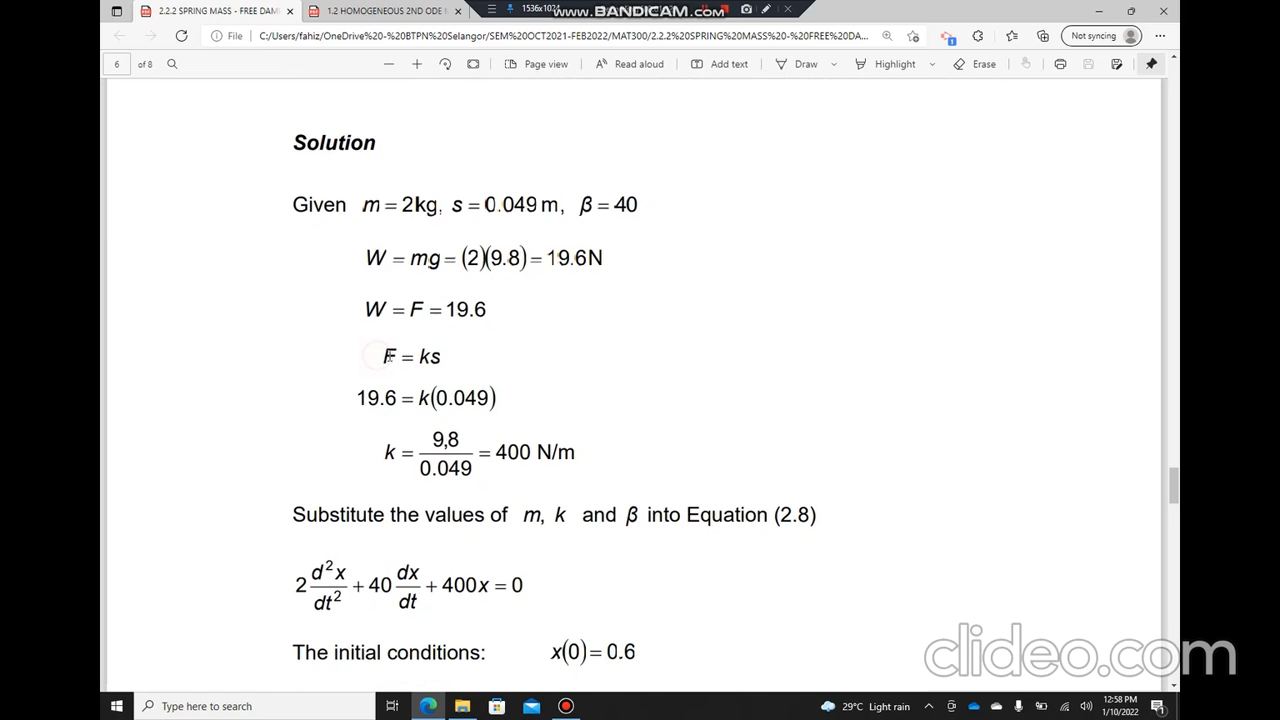 2.2.2 SPRING MASS - FREE DAM
1.2 HOMOGENEOUS 2ND ODE
1536x1024
www.BANDICAM.com
File
C:/Users/fahiz/OneDrive%20-%20BTPN%20Selangor/SEM%20OCT2021-FEB2022/MAT300/2.2.2%20SPRING%20MASS%20-%20FREE%20DA...
Not syncing
6 of 8
Page view
Read aloud
Add text
Draw
Highlight
Erase
Solution
Given m = 2kg, s = 0.049 m, β = 40
W = mg = (2)(9.8) = 19.6N
W = F = 19.6
F = ks
19.6 = k(0.049)
k = 9,8/0.049 = 400 N/m
Substitute the values of m, k and β into Equation (2.8)
2 d²x/dt² + 40 dx/dt + 400x = 0
The initial conditions: x(0) = 0.6
clideo.com
Type here to search
29°C Light rain
12:58 PM
1/10/2022